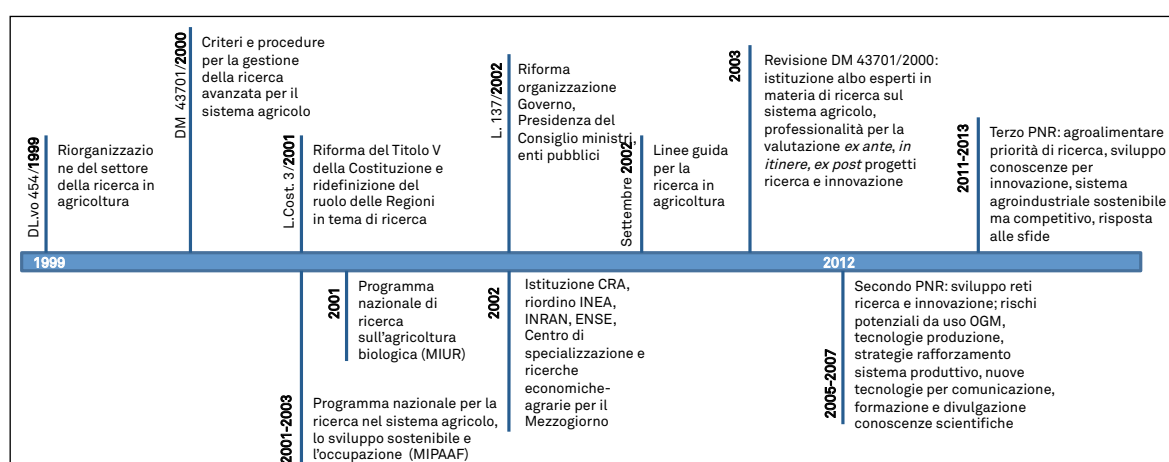 DL.vo 454/1999
Riorganizzazio
ne del settore
della ricerca in
agricoltura
DM 43701/2000
Criteri e procedure
per la gestione
della ricerca
avanzata per il
sistema agricolo
L.Cost. 3/2001
Riforma del Titolo V
della Costituzione e
ridefinizione del
ruolo delle Regioni
in tema di ricerca
L. 137/2002
Riforma
organizzazione
Governo,
Presidenza del
Consiglio ministri,
enti pubblici
Settembre 2002
Linee guida
per la
ricerca in
agricoltura
2003
Revisione DM 43701/2000:
istituzione albo esperti in
materia di ricerca sul
sistema agricolo,
professionalità per la
valutazione ex ante, in
itinere, ex post progetti
ricerca e innovazione
2011-2013
Terzo PNR: agroalimentare
priorità di ricerca, sviluppo
conoscenze per
innovazione, sistema
agroindustriale sostenibile
ma competitivo, risposta
alle sfide
1999
2012
2001-2003
Programma nazionale per la
ricerca nel sistema agricolo,
lo sviluppo sostenibile e
l'occupazione (MIPAAF)
2001
Programma
nazionale di
ricerca
sull'agricoltura
biologica (MIUR)
2002
Istituzione CRA,
riordino INEA,
INRAN, ENSE,
Centro di
specializzazione e
ricerche
economiche-
agrarie per il
Mezzogiorno
2005-2007
Secondo PNR: sviluppo reti
ricerca e innovazione; rischi
potenziali da uso OGM,
tecnologie produzione,
strategie rafforzamento
sistema produttivo, nuove
tecnologie per comunicazione,
formazione e divulgazione
conoscenze scientifiche